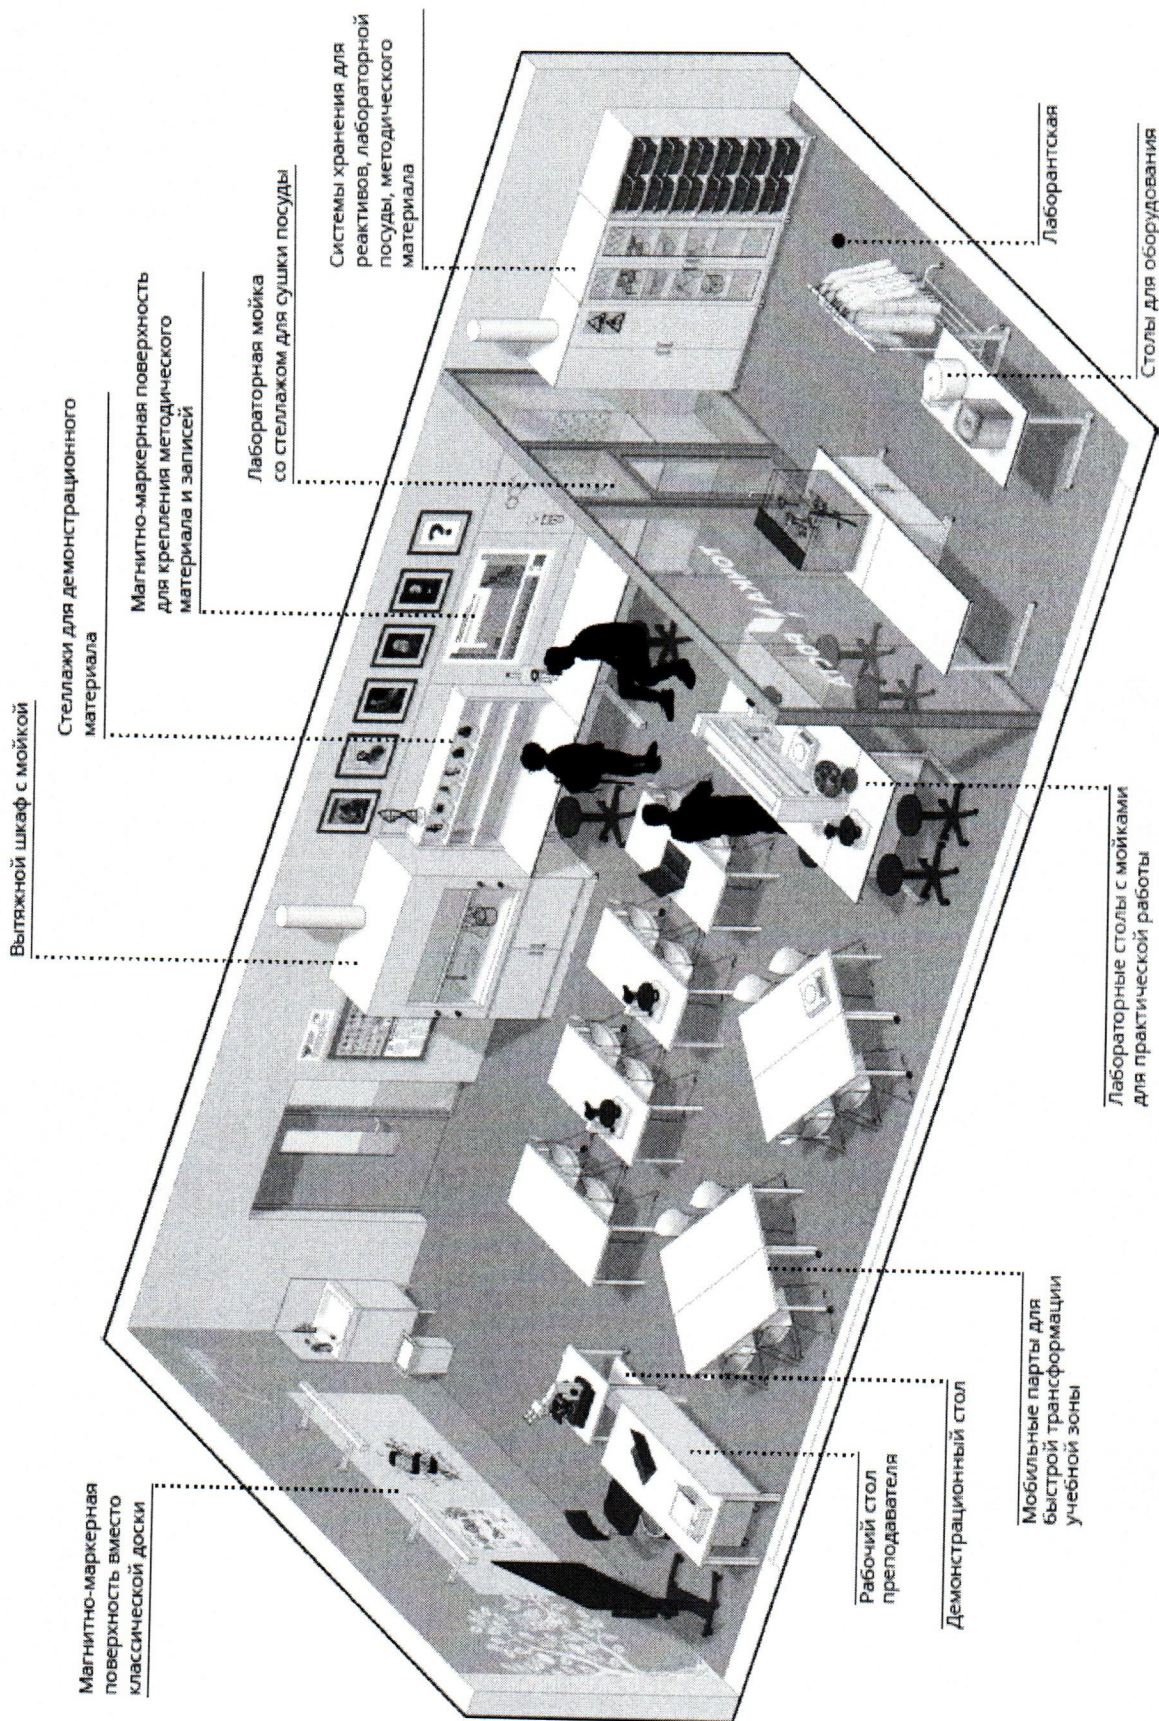 Магнитно-маркерная
поверхность вместо
классической доски
Вытяжной шкаф с мойкой
Стеллажи для демонстрационного
материала
Магнитно-маркерная поверхность
для крепления методического
материала и записей
Лабораторная мойка
со стеллажом для сушки посуды
Системы хранения для
реактивов, лабораторной
посуды, методического
материала
?
Рабочий стол
преподавателя
Демонстрационный стол
Мобильные парты для
быстрой трансформации
учебной зоны
Лабораторные столы с мойками
для практической работы
Лаборантская
Столы для оборудования